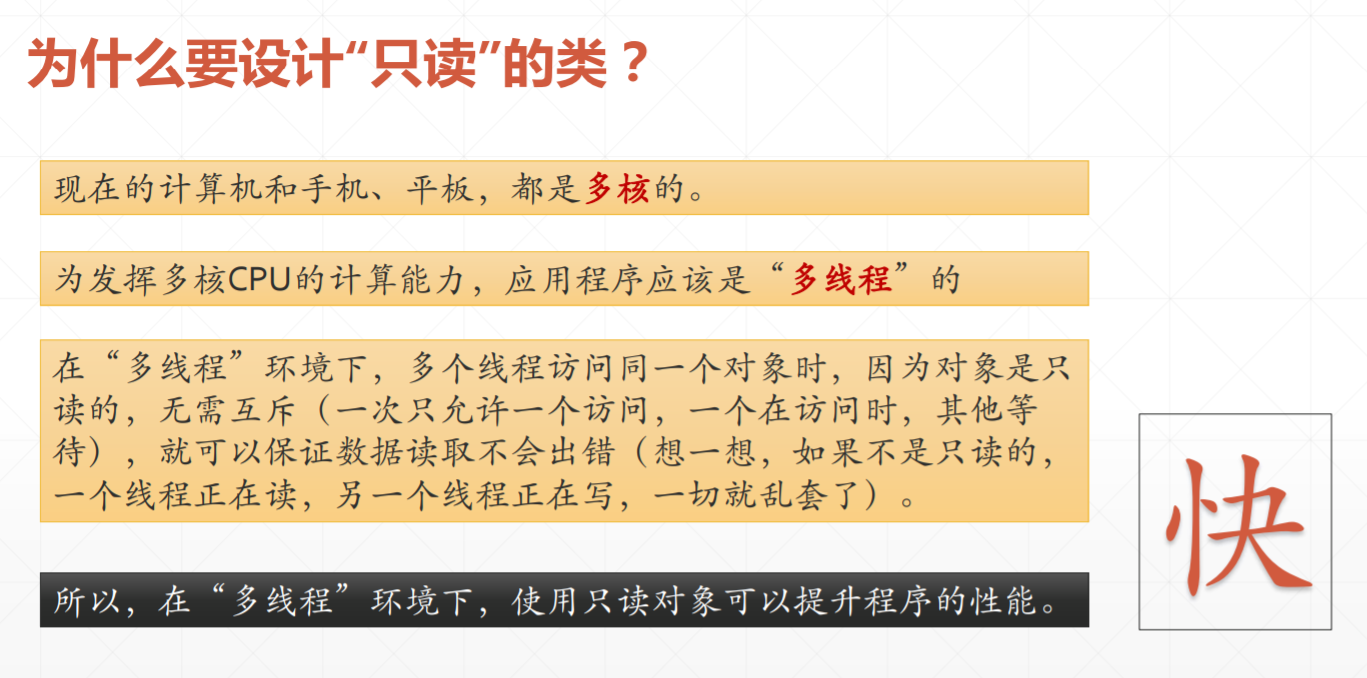 为什么要设计“只读”的类？
现在的计算机和手机、平板，都是多核的。
为发挥多核CPU的计算能力，应用程序应该是“多线程”的
在“多线程”环境下，多个线程访问同一个对象时，因为对象是只
读的，无需互斥（一次只允许一个访问，一个在访问时，其他等
待），就可以保证数据读取不会出错（想一想，如果不是只读的，
一个线程正在读，另一个线程正在写，一切就乱套了）。
快
所以，在“多线程”环境下，使用只读对象可以提升程序的性能。